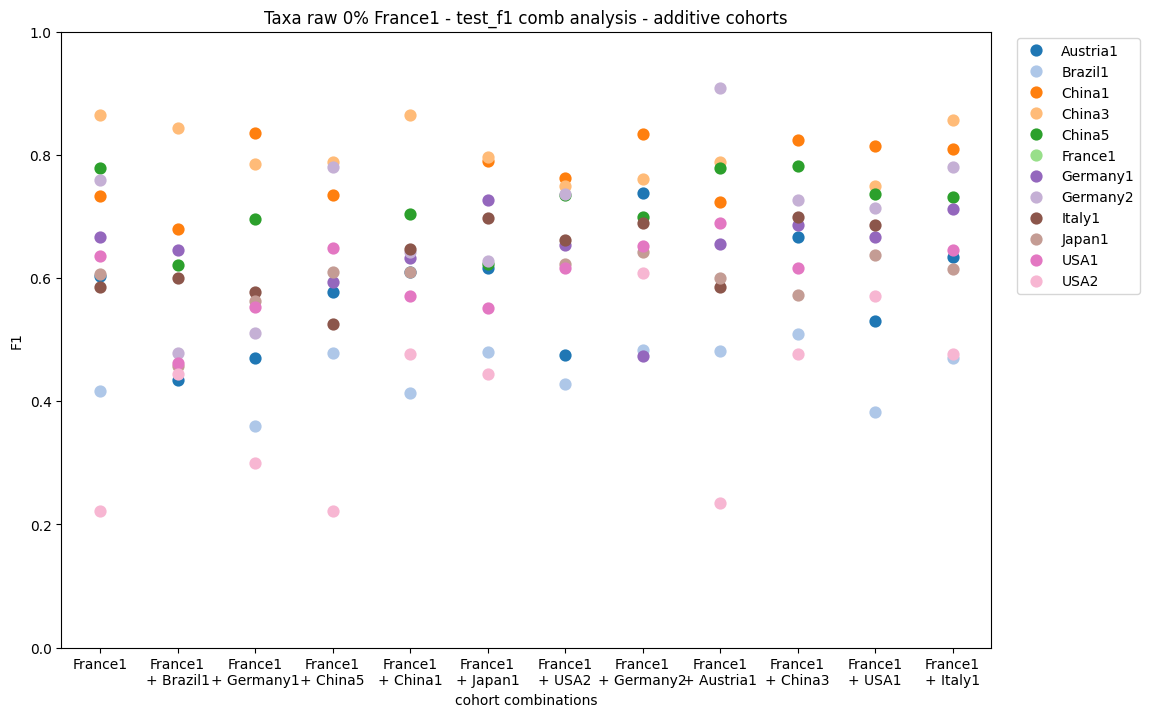 Taxa raw 0% France1 - test_f1 comb analysis - additive cohorts
1.0
0.8
0.6
0.4
0.2
0.0
F1
France1
France1
+ Brazil1
France1
+ Germany1
France1
+ China5
France1
+ China1
France1
+ Japan1
France1
+ USA2
France1
+ Germany2
France1
+ Austria1
France1
+ China3
France1
+ USA1
France1
+ Italy1
cohort combinations
Austria1
Brazil1
China1
China3
China5
France1
Germany1
Germany2
Italy1
Japan1
USA1
USA2